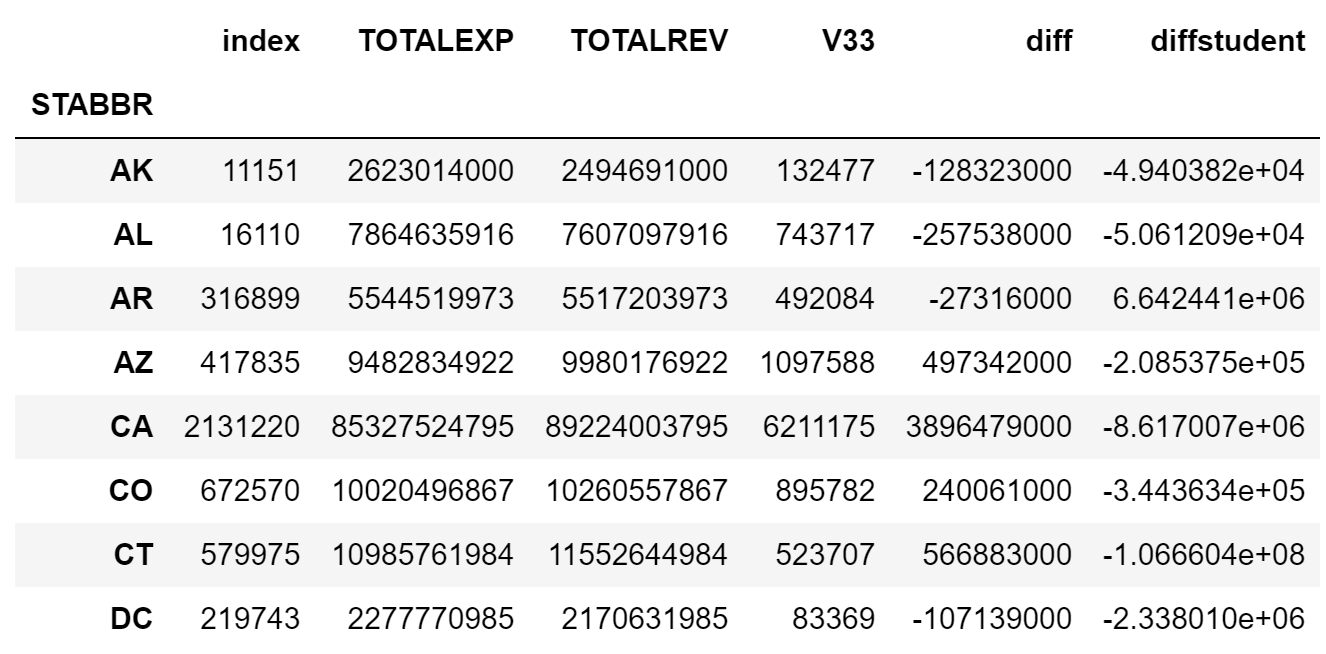 index TOTALEXP TOTALREV V33 diff diffstudent
STABBR
AK 11151 2623014000 2494691000 132477 -128323000 -4.940382e+04
AL 16110 7864635916 7607097916 743717 -257538000 -5.061209e+04
AR 316899 5544519973 5517203973 492084 -27316000 6.642441e+06
AZ 417835 9482834922 9980176922 1097588 497342000 -2.085375e+05
CA 2131220 85327524795 89224003795 6211175 3896479000 -8.617007e+06
CO 672570 10020496867 10260557867 895782 240061000 -3.443634e+05
CT 579975 10985761984 11552644984 523707 566883000 -1.066604e+08
DC 219743 2277770985 2170631985 83369 -107139000 -2.338010e+06